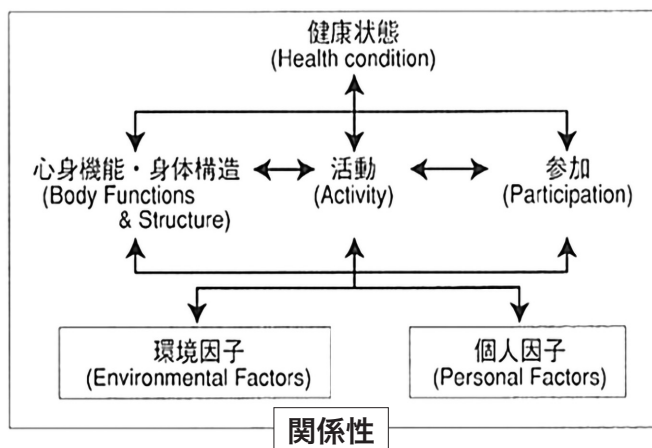 健康状態
(Health condition)
心身機能・身体構造
(Body Functions
& Structure)
活動
(Activity)
参加
(Participation)
環境因子
(Environmental Factors)
個人因子
(Personal Factors)
関係性